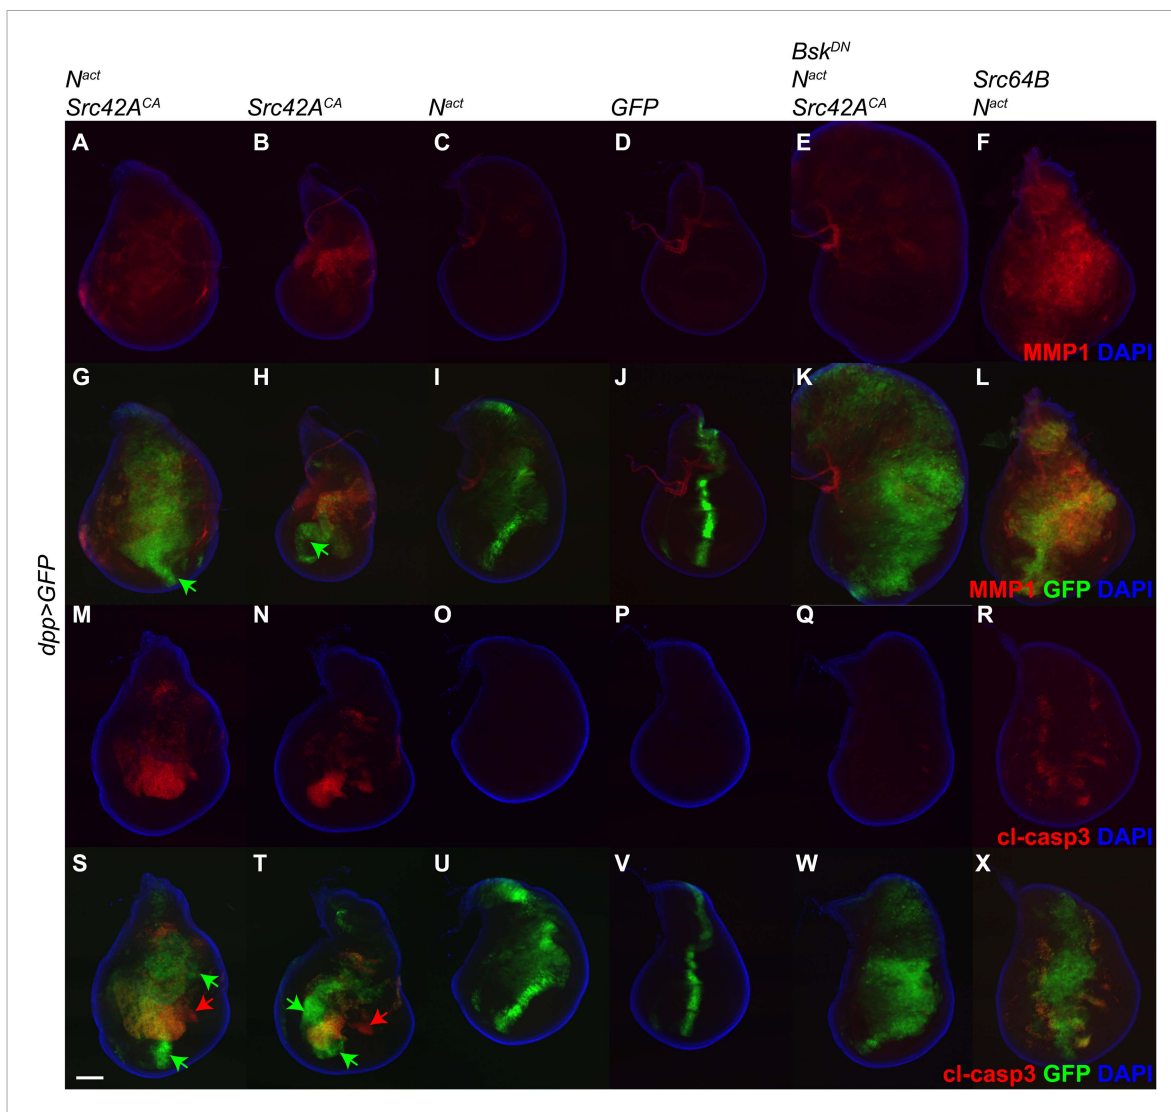 Bsk^DN
N^act N^act Src64B
Src42A^CA Src42A^CA N^act GFP Src42A^CA N^act
A B C D E F
MMP1 DAPI
G H I J K L
dpp>GFP
MMP1 GFP DAPI
M N O P Q R
cl-casp3 DAPI
S T U V W X
cl-casp3 GFP DAPI